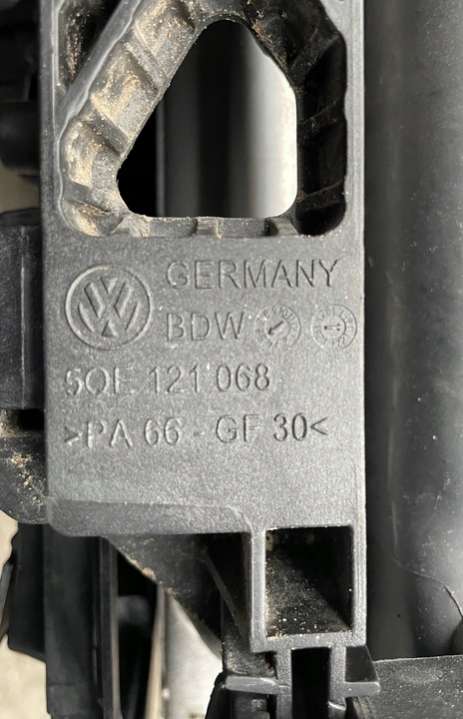 GERMANY
BDW
5QE 121 068
>PA 66 - GF 30<